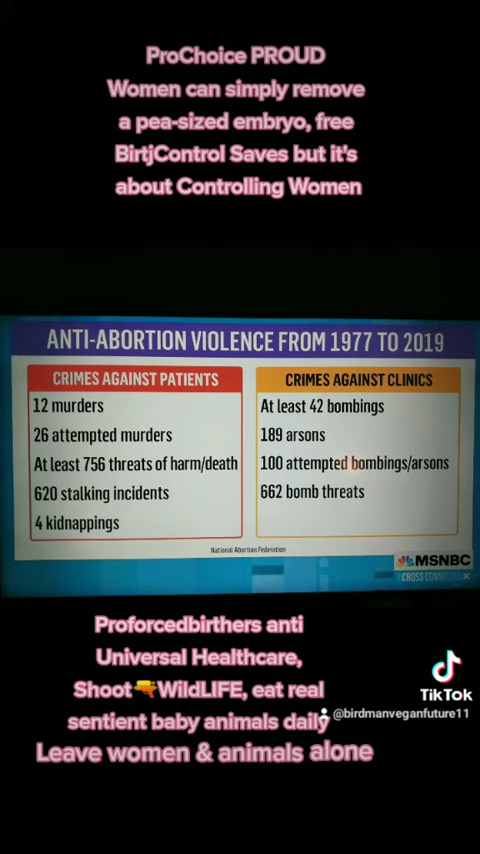 ProChoice PROUD
Women can simply remove
a pea-sized embryo, free
BirtjControl Saves but it's
about Controlling Women
ANTI-ABORTION VIOLENCE FROM 1977 TO 2019
CRIMES AGAINST PATIENTS
12 murders
26 attempted murders
At least 756 threats of harm/death
620 stalking incidents
4 kidnappings
CRIMES AGAINST CLINICS
At least 42 bombings
189 arsons
100 attempted bombings/arsons
662 bomb threats
National Abortion Federation
MSNBC
CROSS CONNECTION
Proforcedbirthers anti
Universal Healthcare,
Shoot🔫WildLIFE, eat real
sentient baby animals daily
Leave women & animals alone
TikTok
@birdmanveganfuture11